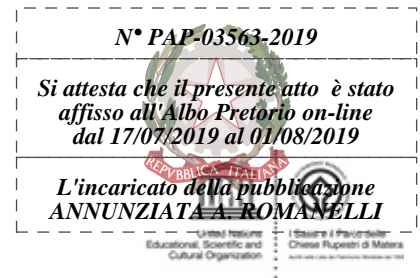 N° PAP-03563-2019
Si attesta che il presente atto è stato
affisso all'Albo Pretorio on-line
dal 17/07/2019 al 01/08/2019
REPVBBLICA ITALIANA
L'incaricato della pubblicazione
ANNUNZIATA A. ROMANELLI
United Nations
Educational, Scientific and
Cultural Organization
I Sassi e il Parco delle
Chiese Rupestri di Matera